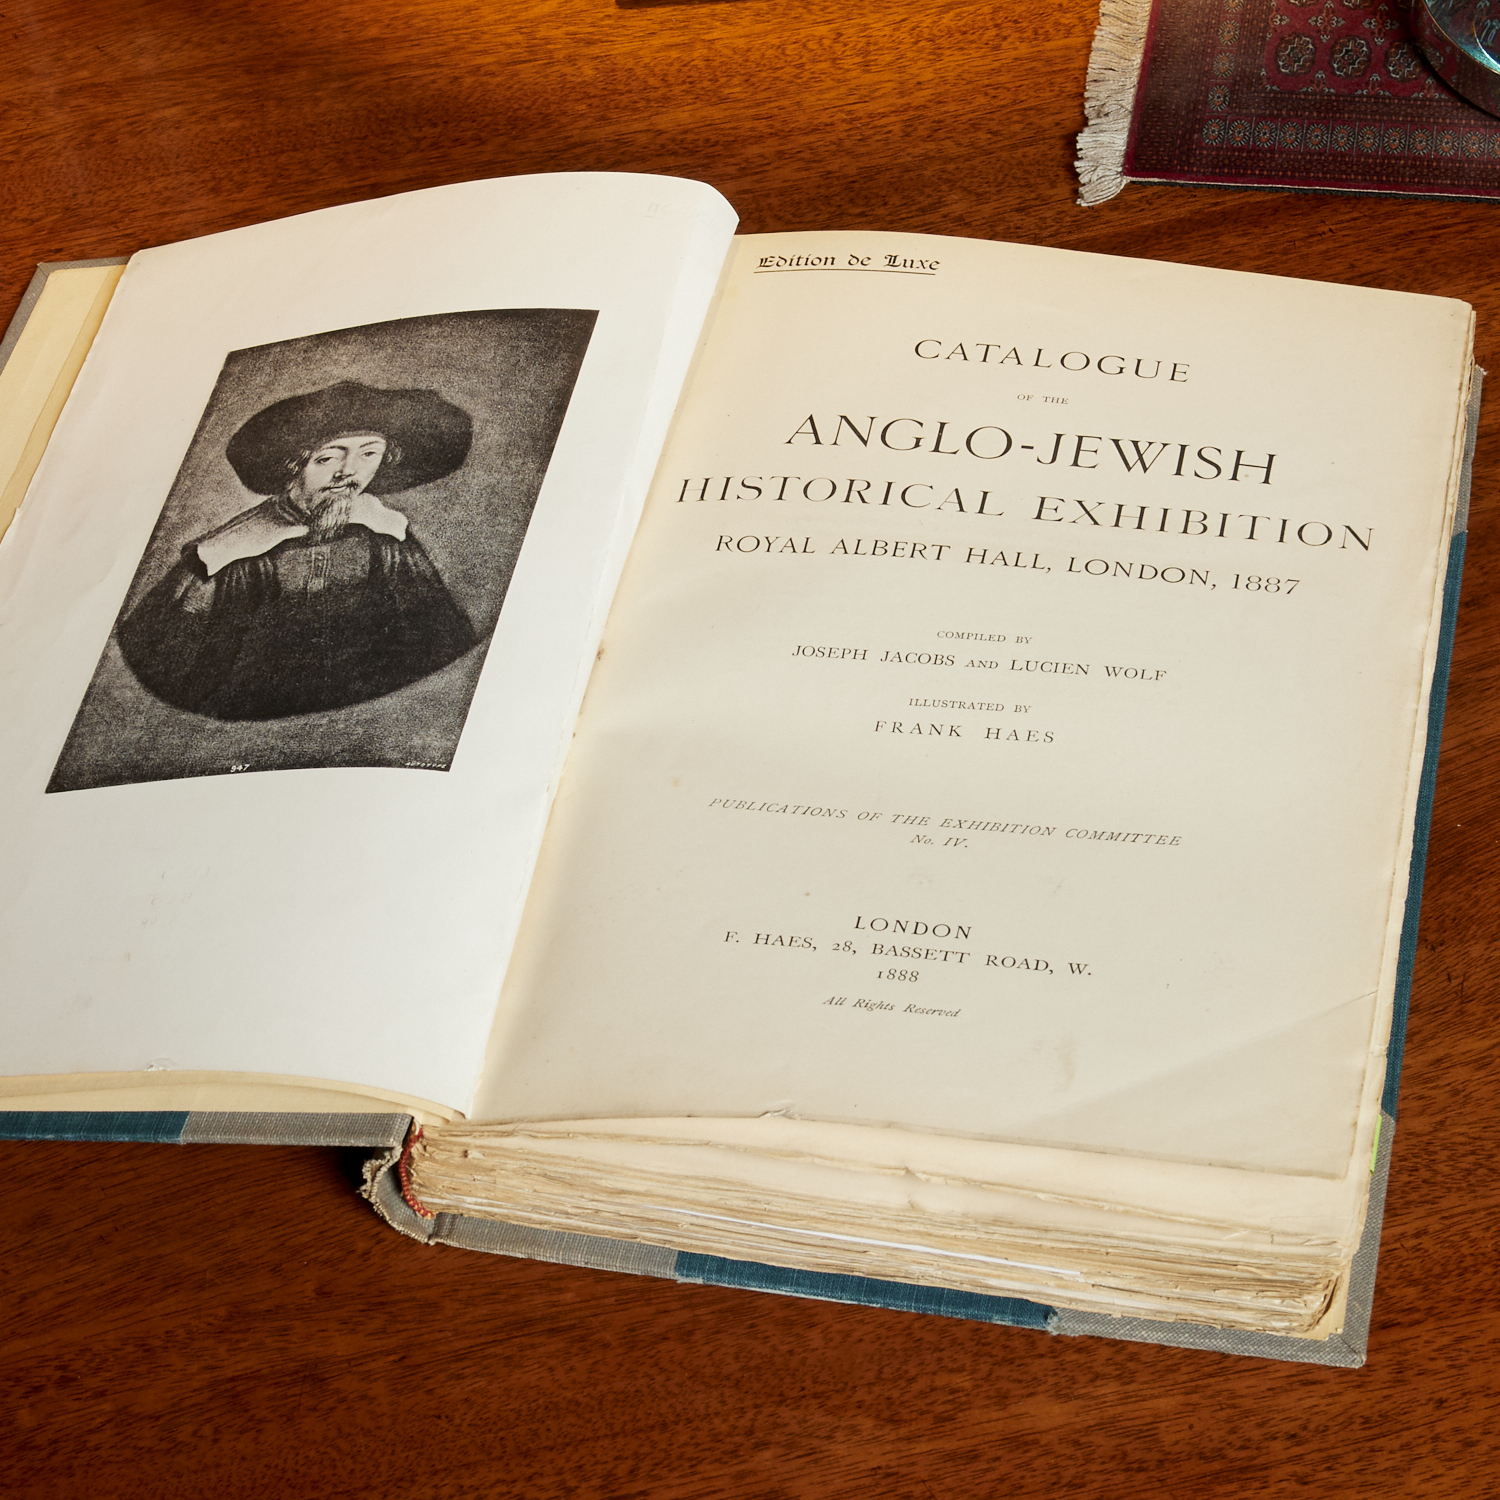 947
AUTOTYPE
Edition de Luxe
CATALOGUE
OF THE
ANGLO-JEWISH
HISTORICAL EXHIBITION
ROYAL ALBERT HALL, LONDON, 1887
COMPILED BY
JOSEPH JACOBS AND LUCIEN WOLF
ILLUSTRATED BY
FRANK HAES
PUBLICATIONS OF THE EXHIBITION COMMITTEE
No. IV.
LONDON
F. HAES, 28, BASSETT ROAD, W.
1888
All Rights Reserved